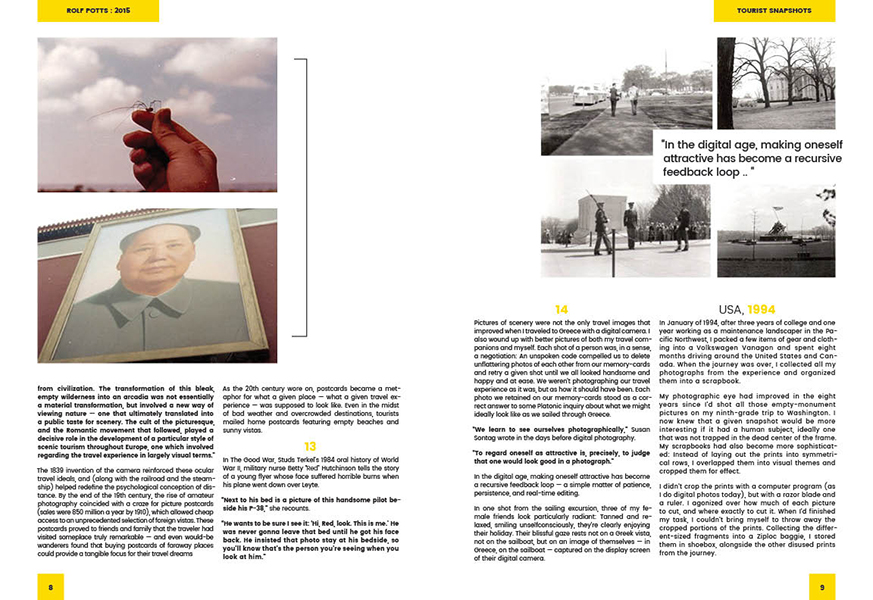 ROLF POTTS : 2015
from civilization. The transformation of this bleak,
empty wilderness into an arcadia was not essentially
a material transformation, but involved a new way of
viewing nature — one that ultimately translated into
a public taste for scenery. The cult of the picturesque,
and the Romantic movement that followed, played a
decisive role in the development of a particular style of
scenic tourism throughout Europe, one which involved
regarding the travel experience in largely visual terms."
The 1839 invention of the camera reinforced these ocular
travel ideals, and (along with the railroad and the steam-
ship) helped redefine the psychological conception of dis-
tance. By the end of the 19th century, the rise of amateur
photography coincided with a craze for picture postcards
(sales were 850 million a year by 1910), which allowed cheap
access to an unprecedented selection of foreign vistas. These
postcards proved to friends and family that the traveler had
visited someplace truly remarkable — and even would-be
wanderers found that buying postcards of faraway places
could provide a tangible focus for their travel dreams
As the 20th century wore on, postcards became a met-
aphor for what a given place — what a given travel ex-
perience — was supposed to look like. Even in the midst
of bad weather and overcrowded destinations, tourists
mailed home postcards featuring empty beaches and
sunny vistas.
13
In The Good War, Studs Terkel's 1984 oral history of World
War II, military nurse Betty "Red" Hutchinson tells the story
of a young flyer whose face suffered horrible burns when
his plane went down over Leyte.
"Next to his bed is a picture of this handsome pilot be-
side his P-38," she recounts.
"He wants to be sure I see it: 'Hi, Red, look. This is me.' He
was never gonna leave that bed until he got his face
back. He insisted that photo stay at his bedside, so
you'll know that's the person you're seeing when you
look at him."
8
TOURIST SNAPSHOTS
"In the digital age, making oneself
attractive has become a recursive
feedback loop .. "
14
Pictures of scenery were not the only travel images that
improved when I traveled to Greece with a digital camera. I
also wound up with better pictures of both my travel com-
panions and myself. Each shot of a person was, in a sense,
a negotiation: An unspoken code compelled us to delete
unflattering photos of each other from our memory-cards
and retry a given shot until we all looked handsome and
happy and at ease. We weren't photographing our travel
experience as it was, but as how it should have been. Each
photo we retained on our memory-cards stood as a cor-
rect answer to some Platonic inquiry about what we might
ideally look like as we sailed through Greece.
"We learn to see ourselves photographically," Susan
Sontag wrote in the days before digital photography.
"To regard oneself as attractive is, precisely, to judge
that one would look good in a photograph."
In the digital age, making oneself attractive has become
a recursive feedback loop — a simple matter of patience,
persistence, and real-time editing.
In one shot from the sailing excursion, three of my fe-
male friends look particularly radiant: Tanned and re-
laxed, smiling unselfconsciously, they're clearly enjoying
their holiday. Their blissful gaze rests not on a Greek vista,
not on the sailboat, but on an image of themselves — in
Greece, on the sailboat — captured on the display screen
of their digital camera.
USA, 1994
In January of 1994, after three years of college and one
year working as a maintenance landscaper in the Pa-
cific Northwest, I packed a few items of gear and cloth-
ing into a Volkswagen Vanagon and spent eight
months driving around the United States and Can-
ada. When the journey was over, I collected all my
photographs from the experience and organized
them into a scrapbook.
My photographic eye had improved in the eight
years since I'd shot all those empty-monument
pictures on my ninth-grade trip to Washington. I
now knew that a given snapshot would be more
interesting if it had a human subject, ideally one
that was not trapped in the dead center of the frame.
My scrapbooks had also become more sophisticat-
ed: Instead of laying out the prints into symmetri-
cal rows, I overlapped them into visual themes and
cropped them for effect.
I didn't crop the prints with a computer program (as
I do digital photos today), but with a razor blade and
a ruler. I agonized over how much of each picture
to cut, and where exactly to cut it. When I'd finished
my task, I couldn't bring myself to throw away the
cropped portions of the prints. Collecting the differ-
ent-sized fragments into a Ziploc baggie, I stored
them in shoebox, alongside the other disused prints
from the journey.
9